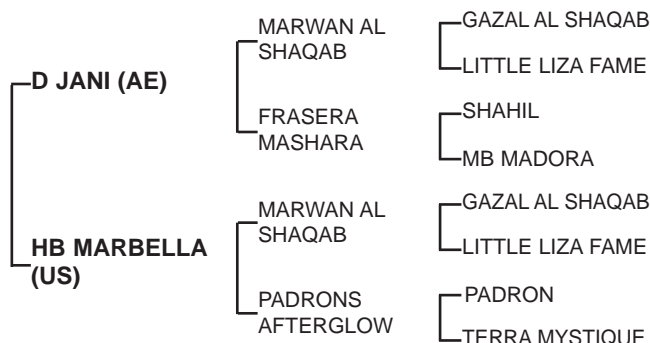 D JANI (AE)
MARWAN AL
SHAQAB
GAZAL AL SHAQAB
LITTLE LIZA FAME
FRASERA
MASHARA
SHAHIL
MB MADORA
HB MARBELLA
(US)
MARWAN AL
SHAQAB
GAZAL AL SHAQAB
LITTLE LIZA FAME
PADRONS
AFTERGLOW
PADRON
TERRA MYSTIQUE